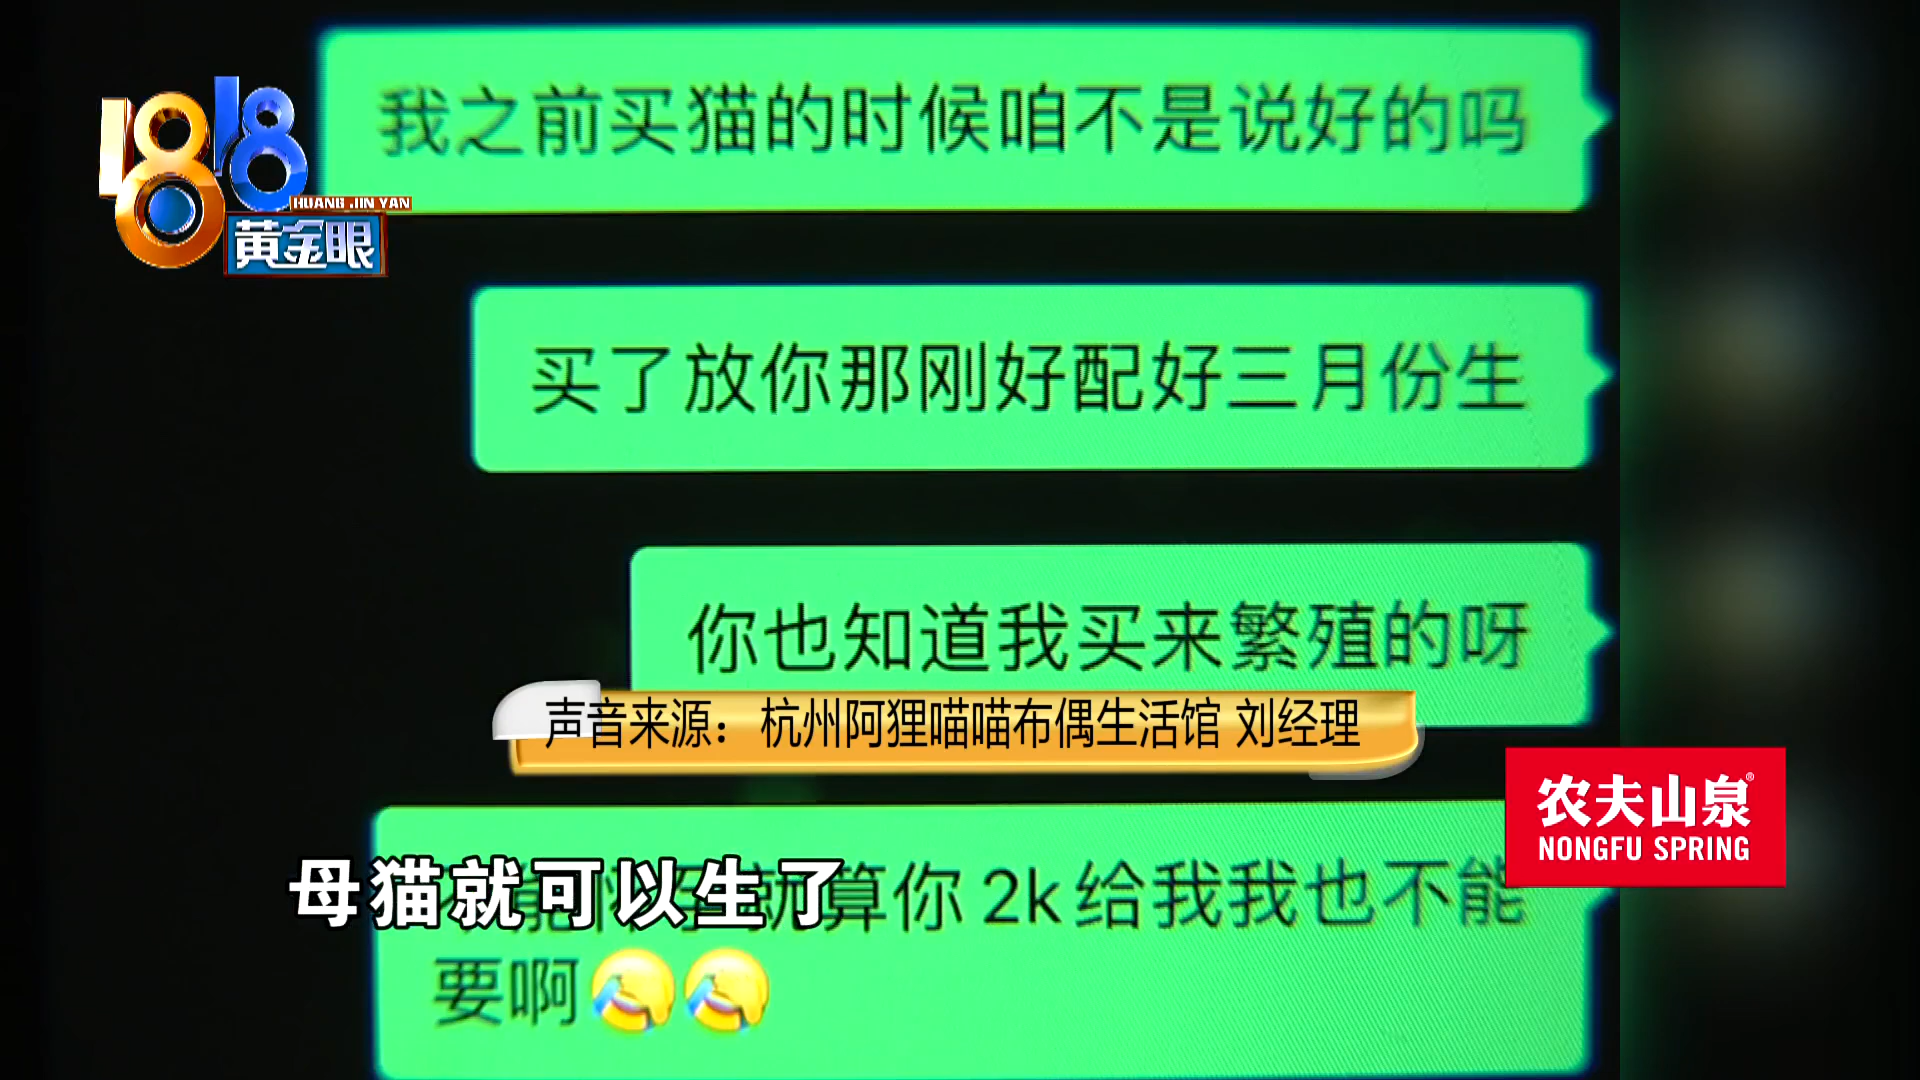 我之前买猫的时候咱不是说好的吗
1818
HUANG JIN YAN
黄金眼
买了放你那刚好配好三月份生
你也知道我买来繁殖的呀
声音来源：杭州阿狸喵喵布偶生活馆 刘经理
农夫山泉®
NONGFU SPRING
母猫就可以生了
算你2k给我我也不能
要啊